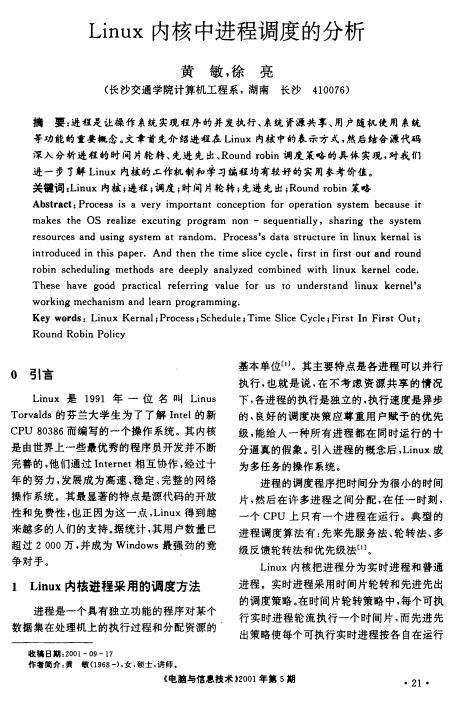 Linux 内核中进程调度的分析
黄 敏,徐 亮
(长沙交通学院计算机工程系,湖南 长沙 410076)
摘 要:进程是让操作系统实现程序的并发执行、系统资源共享、用户随机使用系统
等功能的重要概念。文章首先介绍进程在 Linux 内核中的表示方式,然后结合源代码
深入分析进程的时间片轮转、先进先出、Round robin 调度策略的具体实现,对我们
进一步了解 Linux 内核的工作机制和学习编程均有较好的实用参考价值。
关键词:Linux 内核;进程;调度;时间片轮转;先进先出;Round robin 策略
Abstract: Process is a very important conception for operation system because it
makes the OS realize excuting program non - sequentially, sharing the system
resources and using system at random. Process's data structure in linux kernal is
introduced in this paper. And then the time slice cycle, first in first out and round
robin scheduling methods are deeply analyzed combined with linux kernel code.
These have good practical referring value for us to understand linux kernel's
working mechanism and learn programming.
Key words: Linux Kernal;Process;Schedule;Time Slice Cycle;First In First Out;
Round Robin Policy
0 引言
Linux 是 1991 年一位名叫 Linus
Torvalds 的芬兰大学生为了了解 Intel 的新
CPU 80386 而编写的一个操作系统。其内核
是由世界上一些最优秀的程序员开发并不断
完善的,他们通过 Internet 相互协作,经过十
年的努力,发展成为高速、稳定、完整的网络
操作系统。其最显著的特点是源代码的开放
性和免费性,也正因为这一点,Linux 得到越
来越多的人们的支持。据统计,其用户数量已
超过 2 000 万,并成为 Windows 最强劲的竞
争对手。
1 Linux 内核进程采用的调度方法
进程是一个具有独立功能的程序对某个
数据集在处理机上的执行过程和分配资源的
基本单位[1]。其主要特点是各进程可以并行
执行,也就是说,在不考虑资源共享的情况
下,各进程的执行是独立的,执行速度是异步
的,良好的调度决策应尊重用户赋予的优先
级,能给人一种所有进程都在同时运行的十
分逼真的假象。引入进程的概念后,Linux 成
为多任务的操作系统。
进程的调度程序把时间分为很小的时间
片,然后在许多进程之间分配,在任一时刻,
一个 CPU 上只有一个进程在运行。典型的
进程调度算法有:先来先服务法、轮转法、多
级反馈轮转法和优先级法[1]。
Linux 内核把进程分为实时进程和普通
进程。实时进程采用时间片轮转和先进先出
的调度策略。在时间片轮转策略中,每个可执
行实时进程轮流执行一个时间片,而先进先
出策略使每个可执行实时进程按各自在运行
收稿日期:2001-09-17
作者简介:黄 敏(1968-),女,硕士,讲师。
《电脑与信息技术》2001 年第 5 期
·21·